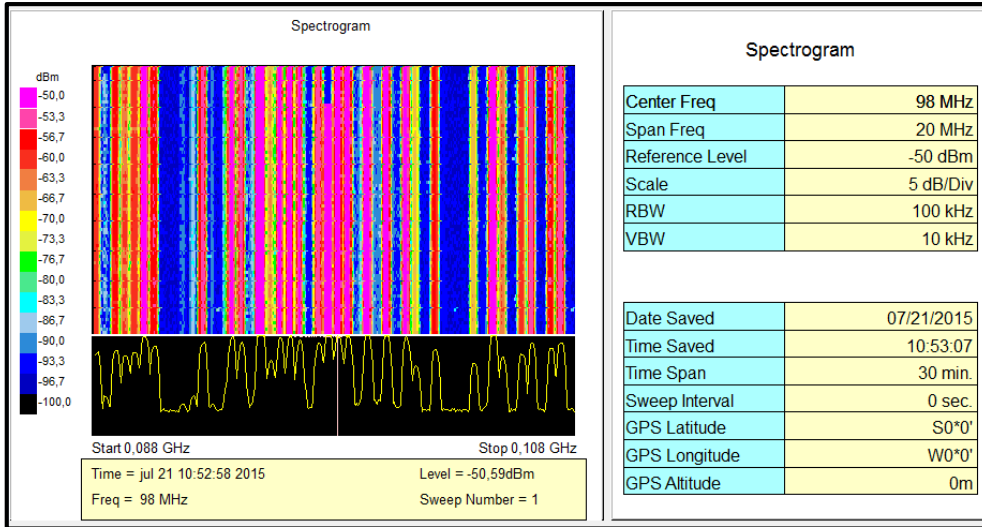 Spectrogram
dBm
-50,0
-53,3
-56,7
-60,0
-63,3
-66,7
-70,0
-73,3
-76,7
-80,0
-83,3
-86,7
-90,0
-93,3
-96,7
-100,0
Start 0,088 GHz Stop 0,108 GHz
Time = jul 21 10:52:58 2015 Level = -50,59dBm
Freq = 98 MHz Sweep Number = 1
Spectrogram
Center Freq 98 MHz
Span Freq 20 MHz
Reference Level -50 dBm
Scale 5 dB/Div
RBW 100 kHz
VBW 10 kHz
Date Saved 07/21/2015
Time Saved 10:53:07
Time Span 30 min.
Sweep Interval 0 sec.
GPS Latitude S0*0'
GPS Longitude W0*0'
GPS Altitude 0m